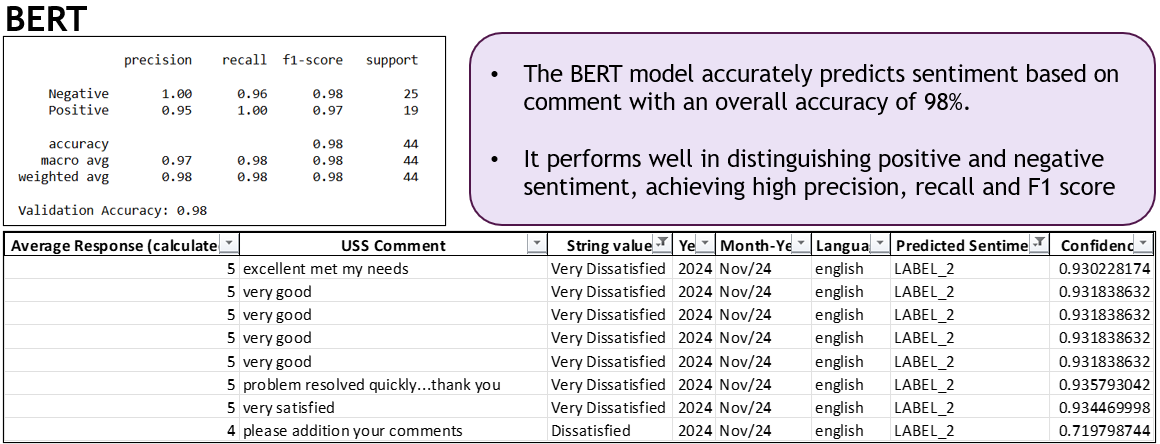 BERT
precision recall f1-score support
Negative 1.00 0.96 0.98 25
Positive 0.95 1.00 0.97 19
accuracy 0.98 44
macro avg 0.97 0.98 0.98 44
weighted avg 0.98 0.98 0.98 44
Validation Accuracy: 0.98
• The BERT model accurately predicts sentiment based on
comment with an overall accuracy of 98%.
• It performs well in distinguishing positive and negative
sentiment, achieving high precision, recall and F1 score
Average Response (calculate USS Comment String value Ye Month-Ye Langua Predicted Sentime Confidenc
5 excellent met my needs Very Dissatisfied 2024 Nov/24 english LABEL_2 0.930228174
5 very good Very Dissatisfied 2024 Nov/24 english LABEL_2 0.931838632
5 very good Very Dissatisfied 2024 Nov/24 english LABEL_2 0.931838632
5 very good Very Dissatisfied 2024 Nov/24 english LABEL_2 0.931838632
5 very good Very Dissatisfied 2024 Nov/24 english LABEL_2 0.931838632
5 problem resolved quickly...thank you Very Dissatisfied 2024 Nov/24 english LABEL_2 0.935793042
5 very satisfied Very Dissatisfied 2024 Nov/24 english LABEL_2 0.934469998
4 please addition your comments Dissatisfied 2024 Nov/24 english LABEL_2 0.719798744